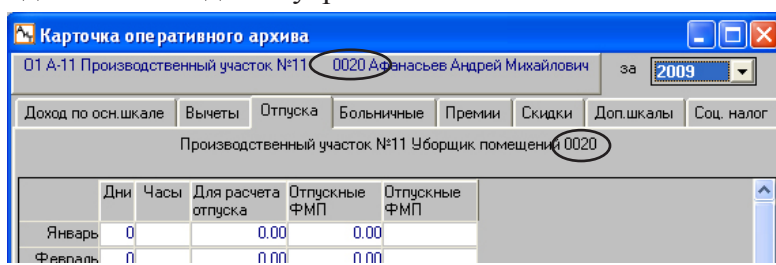 Карточка оперативного архива
01 А-11 Производственный участок №11 0020 Афанасьев Андрей Михайлович за 2009
Доход по осн.шкале Вычеты Отпуска Больничные Премии Скидки Доп.шкалы Соц. налог
Производственный участок №11 Уборщик помещений 0020
Дни Часы Для расчета отпуска Отпускные ФМП Отпускные ФМП
Январь 0 0.00 0.00
Февраль 0 0.00 0.00